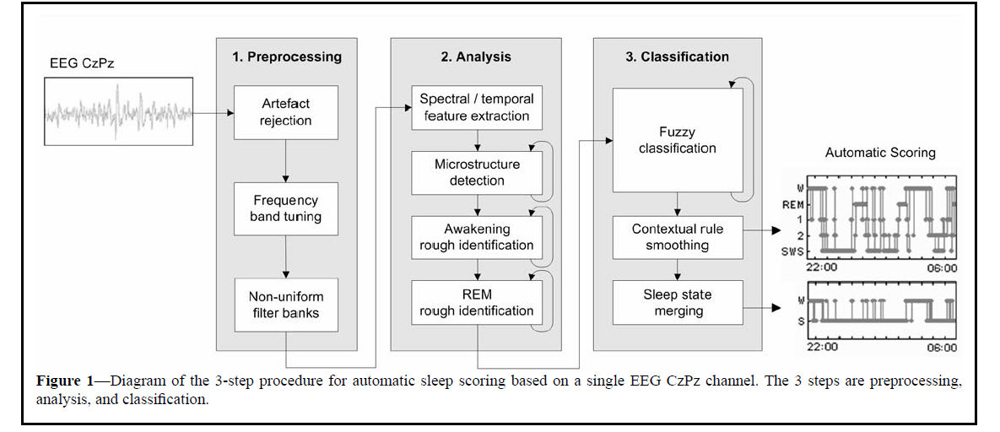 EEG CzPz
1. Preprocessing
Artefact
rejection
Frequency
band tuning
Non-uniform
filter banks
2. Analysis
Spectral / temporal
feature extraction
Microstructure
detection
Awakening
rough identification
REM
rough identification
3. Classification
Fuzzy
classification
Contextual rule
smoothing
Sleep state
merging
Automatic Scoring
W
REM
1
2
SWS
22:00 06:00
W
S
22:00 06:00
Figure 1—Diagram of the 3-step procedure for automatic sleep scoring based on a single EEG CzPz channel. The 3 steps are preprocessing,
analysis, and classification.